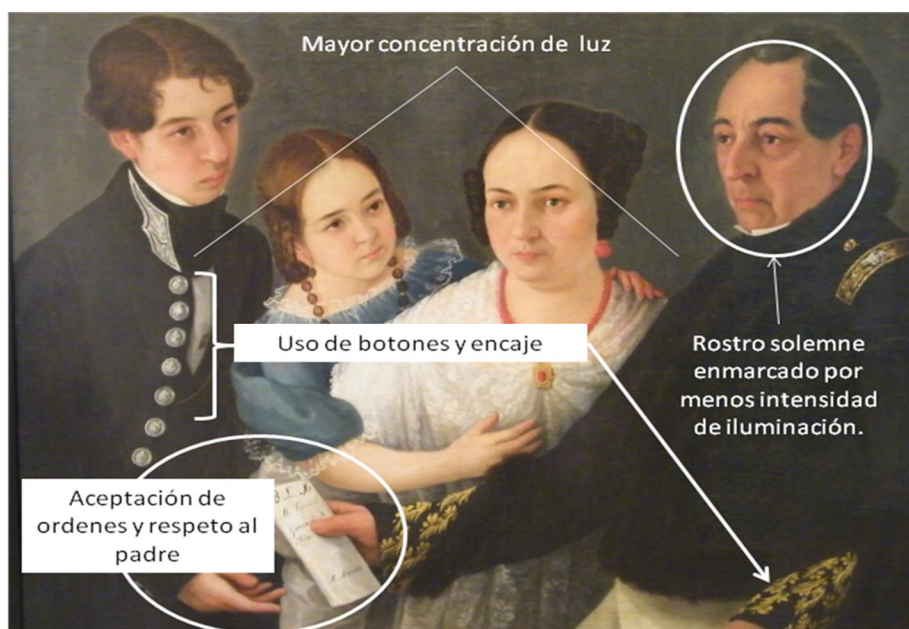 Mayor concentración de luz
Uso de botones y encaje
Rostro solemne
enmarcado por
menos intensidad
de iluminación.
Aceptación de
ordenes y respeto al
padre